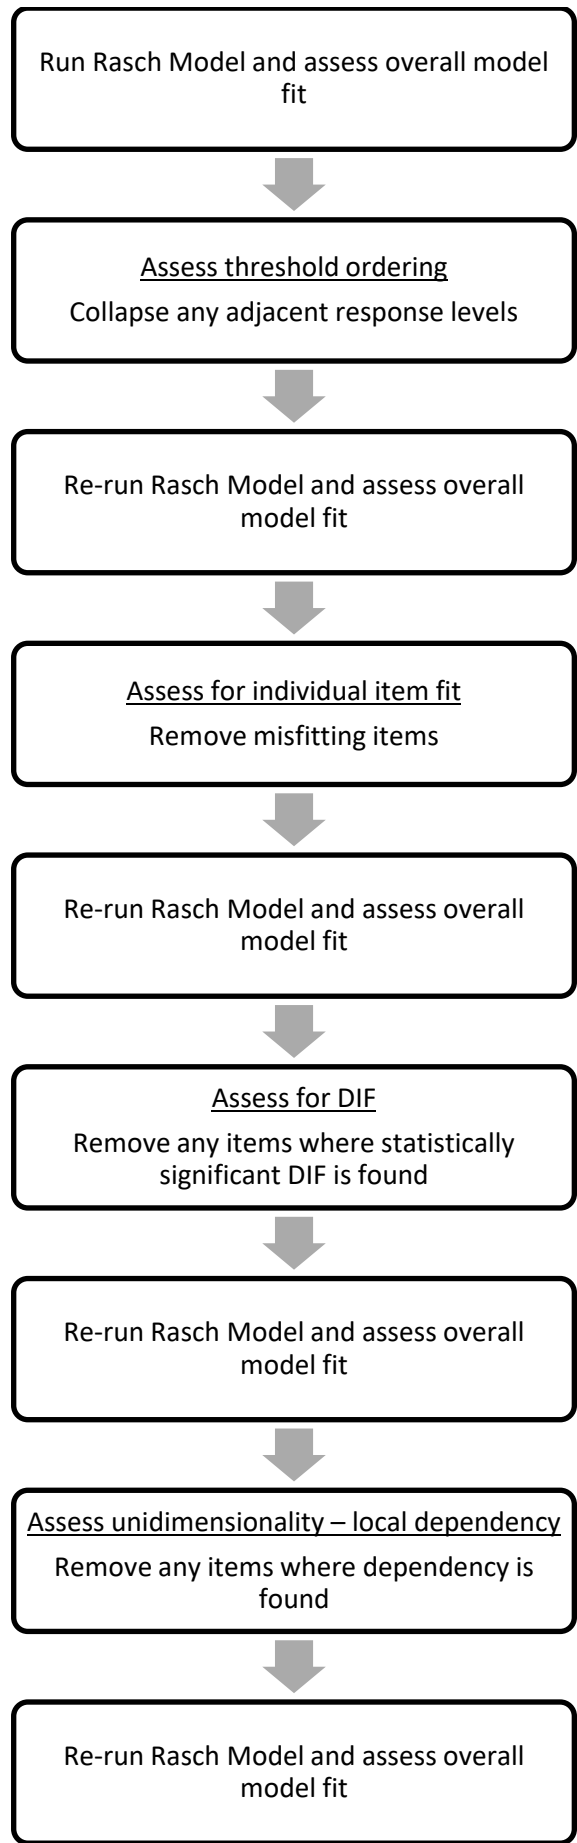 Run Rasch Model and assess overall model
fit
Assess threshold ordering
Collapse any adjacent response levels
Re-run Rasch Model and assess overall
model fit
Assess for individual item fit
Remove misfitting items
Re-run Rasch Model and assess overall
model fit
Assess for DIF
Remove any items where statistically
significant DIF is found
Re-run Rasch Model and assess overall
model fit
Assess unidimensionality – local dependency
Remove any items where dependency is
found
Re-run Rasch Model and assess overall
model fit